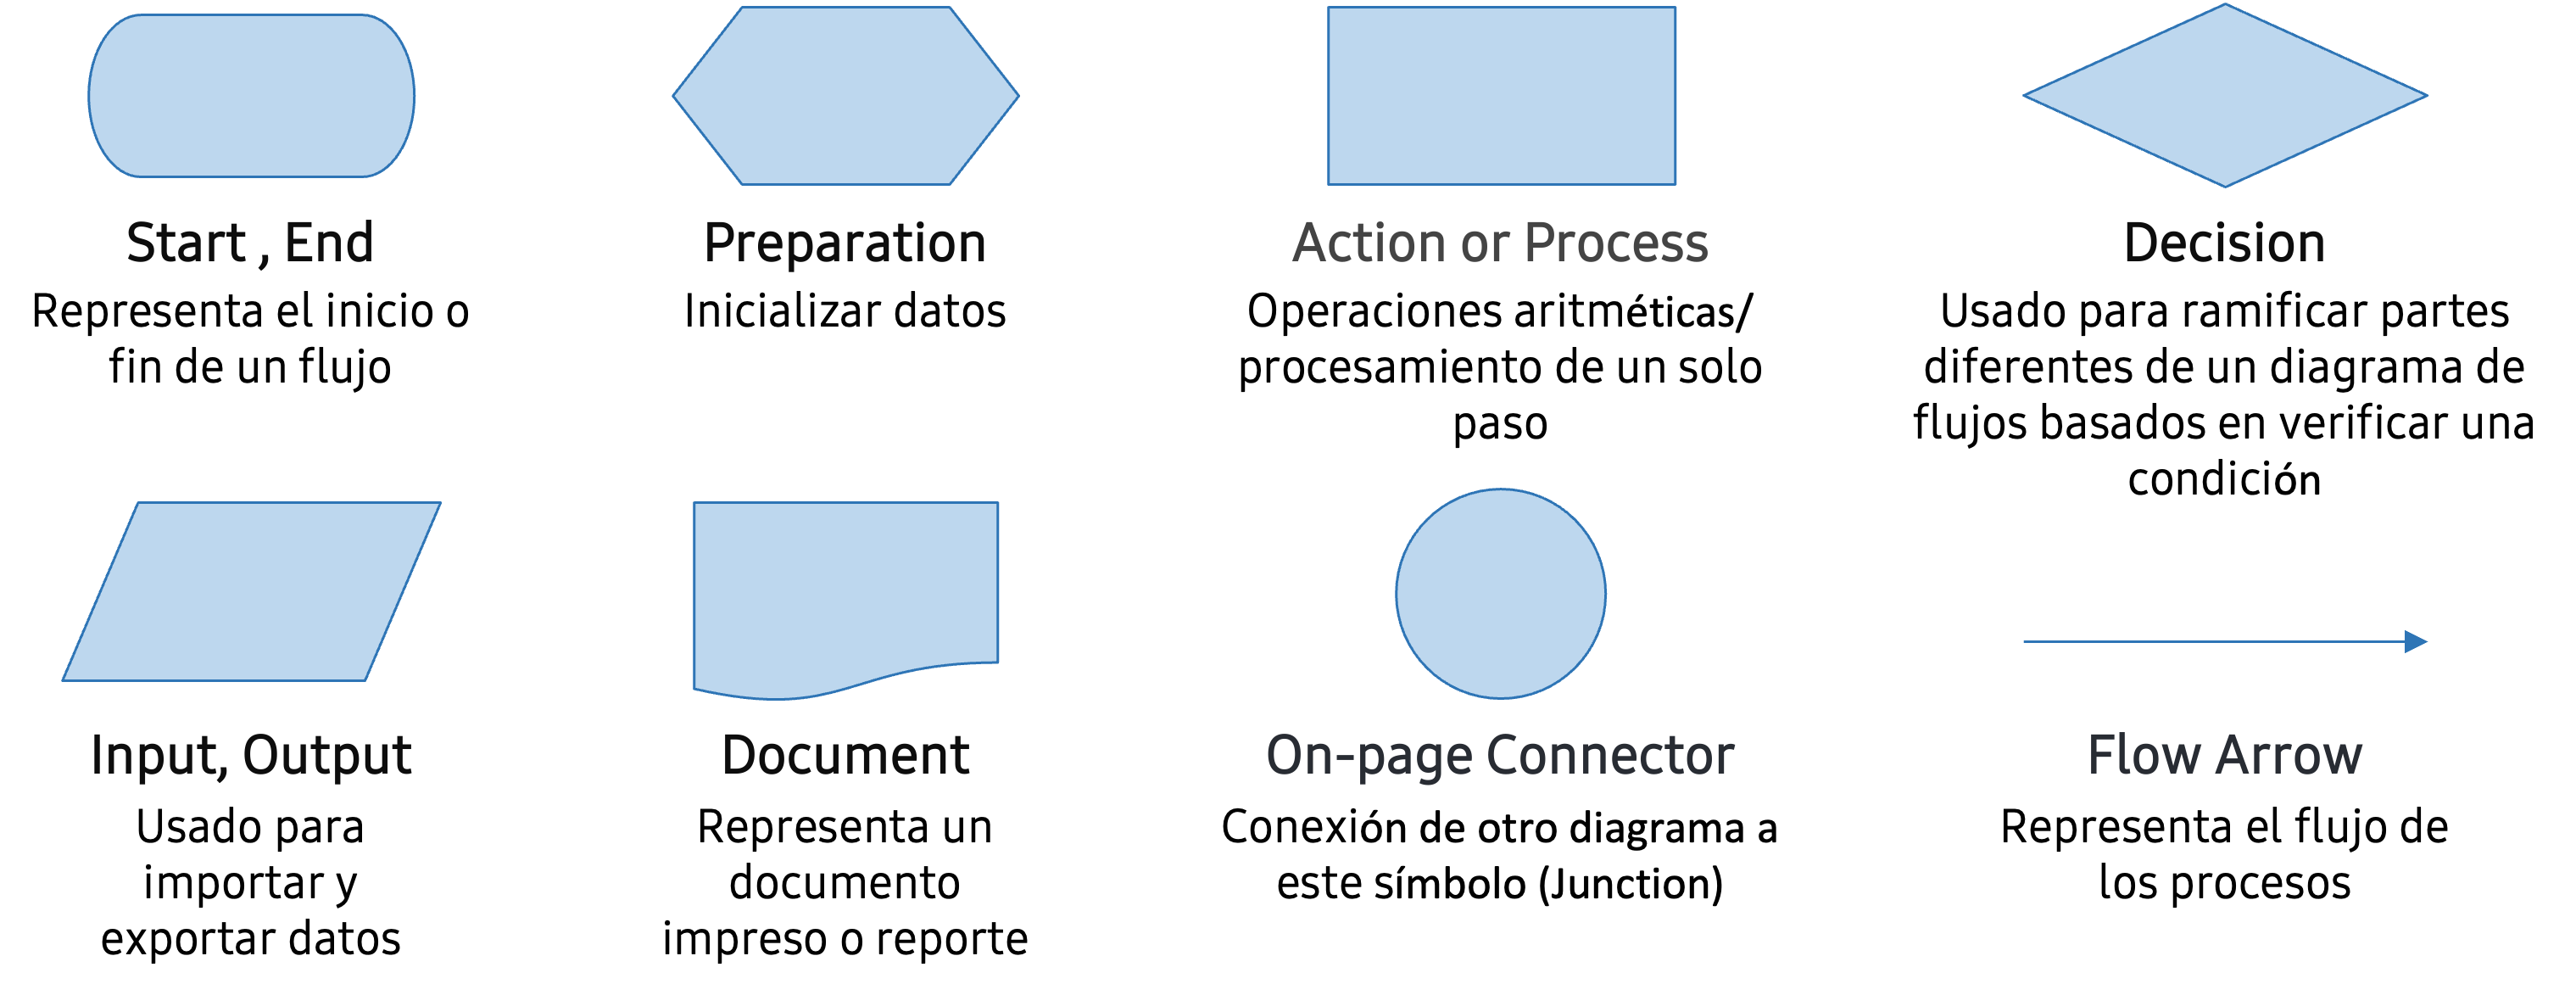 Start , End
Representa el inicio o
fin de un flujo
Preparation
Inicializar datos
Action or Process
Operaciones aritméticas/
procesamiento de un solo
paso
Decision
Usado para ramificar partes
diferentes de un diagrama de
flujos basados en verificar una
condición
Input, Output
Usado para
importar y
exportar datos
Document
Representa un
documento
impreso o reporte
On-page Connector
Conexión de otro diagrama a
este símbolo (Junction)
Flow Arrow
Representa el flujo de
los procesos